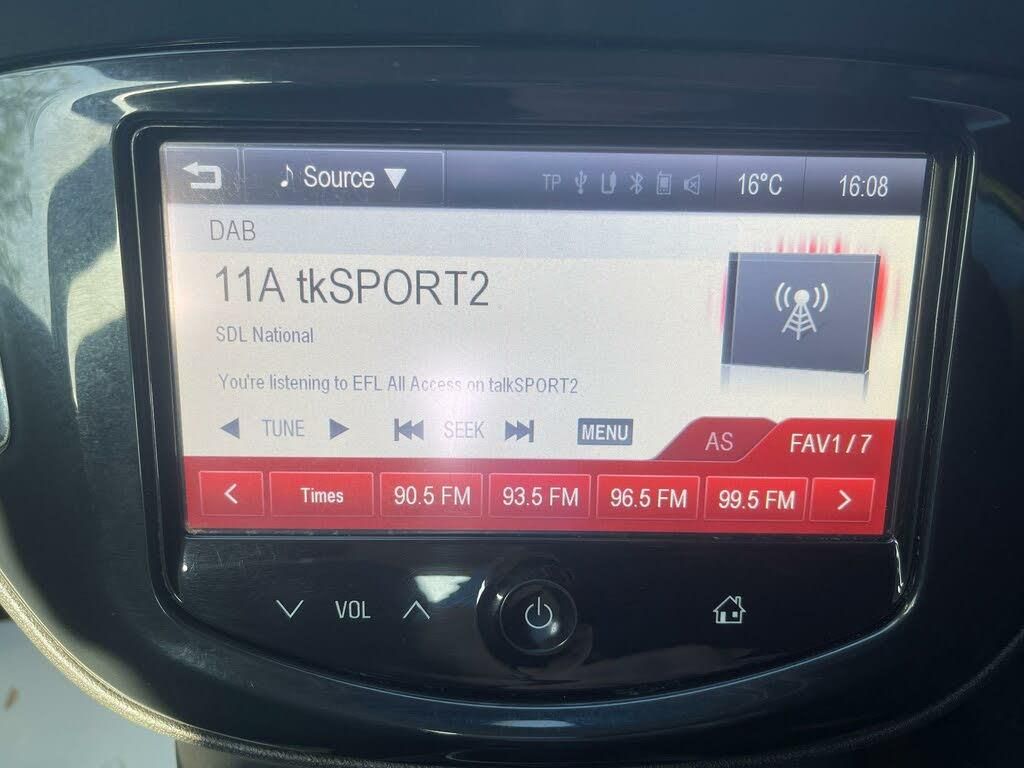 Source
TP
16°C
16:08
DAB
11A tkSPORT2
SDL National
You're listening to EFL All Access on talkSPORT2
TUNE
SEEK
MENU
AS
FAV1/7
Times
90.5 FM
93.5 FM
96.5 FM
99.5 FM
VOL